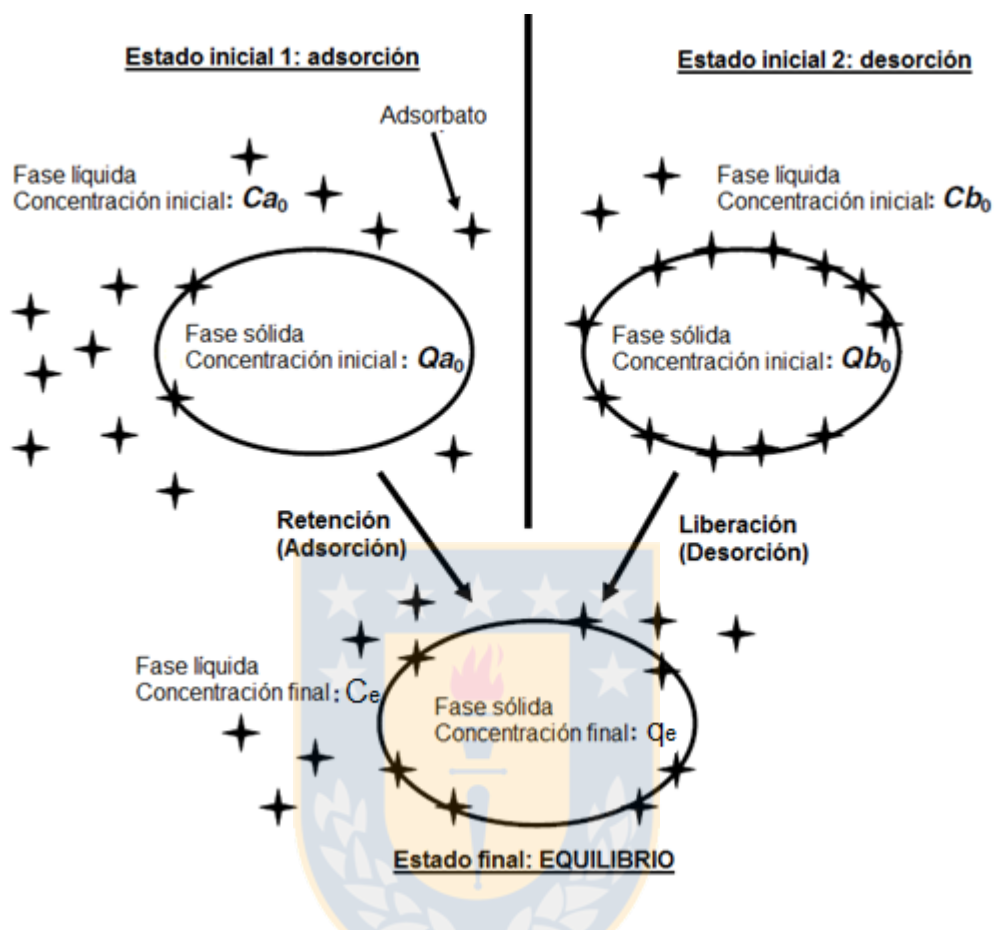 Estado inicial 1: adsorción
Adsorbato
Fase líquida
Concentración inicial: Ca₀
Fase sólida
Concentración inicial: Qa₀
Estado inicial 2: desorción
Fase líquida
Concentración inicial: Cb₀
Fase sólida
Concentración inicial: Qb₀
Retención
(Adsorción)
Liberación
(Desorción)
Fase líquida
Concentración final: Ce
Fase sólida
Concentración final: qe
Estado final: EQUILIBRIO